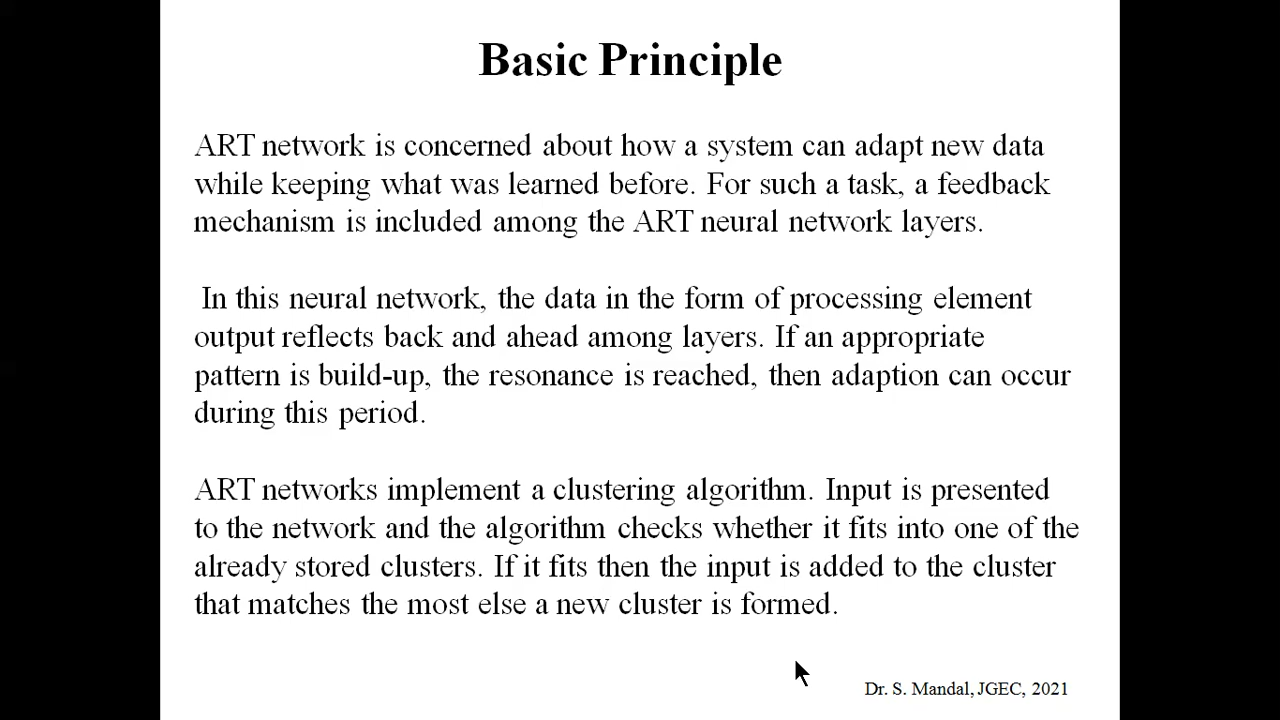 Basic Principle
ART network is concerned about how a system can adapt new data
while keeping what was learned before. For such a task, a feedback
mechanism is included among the ART neural network layers.
In this neural network, the data in the form of processing element
output reflects back and ahead among layers. If an appropriate
pattern is build-up, the resonance is reached, then adaption can occur
during this period.
ART networks implement a clustering algorithm. Input is presented
to the network and the algorithm checks whether it fits into one of the
already stored clusters. If it fits then the input is added to the cluster
that matches the most else a new cluster is formed.
Dr. S. Mandal, JGEC, 2021